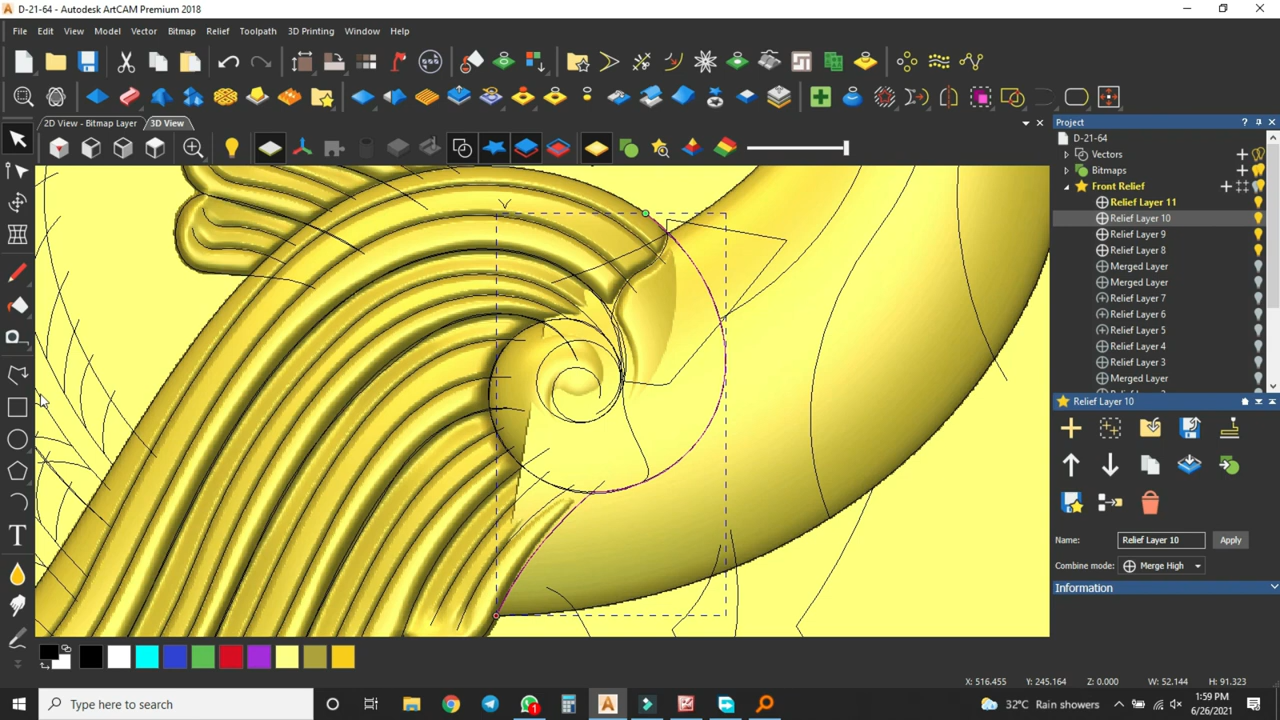 D-21-64 - Autodesk ArtCAM Premium 2018
File Edit View Model Vector Bitmap Relief Toolpath 3D Printing Window Help
2D View - Bitmap Layer 3D View
Project
D-21-64
Vectors
Bitmaps
Front Relief
Relief Layer 11
Relief Layer 10
Relief Layer 9
Relief Layer 8
Merged Layer
Merged Layer
Relief Layer 7
Relief Layer 6
Relief Layer 5
Relief Layer 4
Relief Layer 3
Merged Layer
Relief Layer 10
Name: Relief Layer 10 Apply
Combine mode: Merge High
Information
X: 516.455 Y: 245.164 Z: 0.000 W: 52.144 H: 91.323
Type here to search
1
32°C Rain showers
1:59 PM
6/26/2021